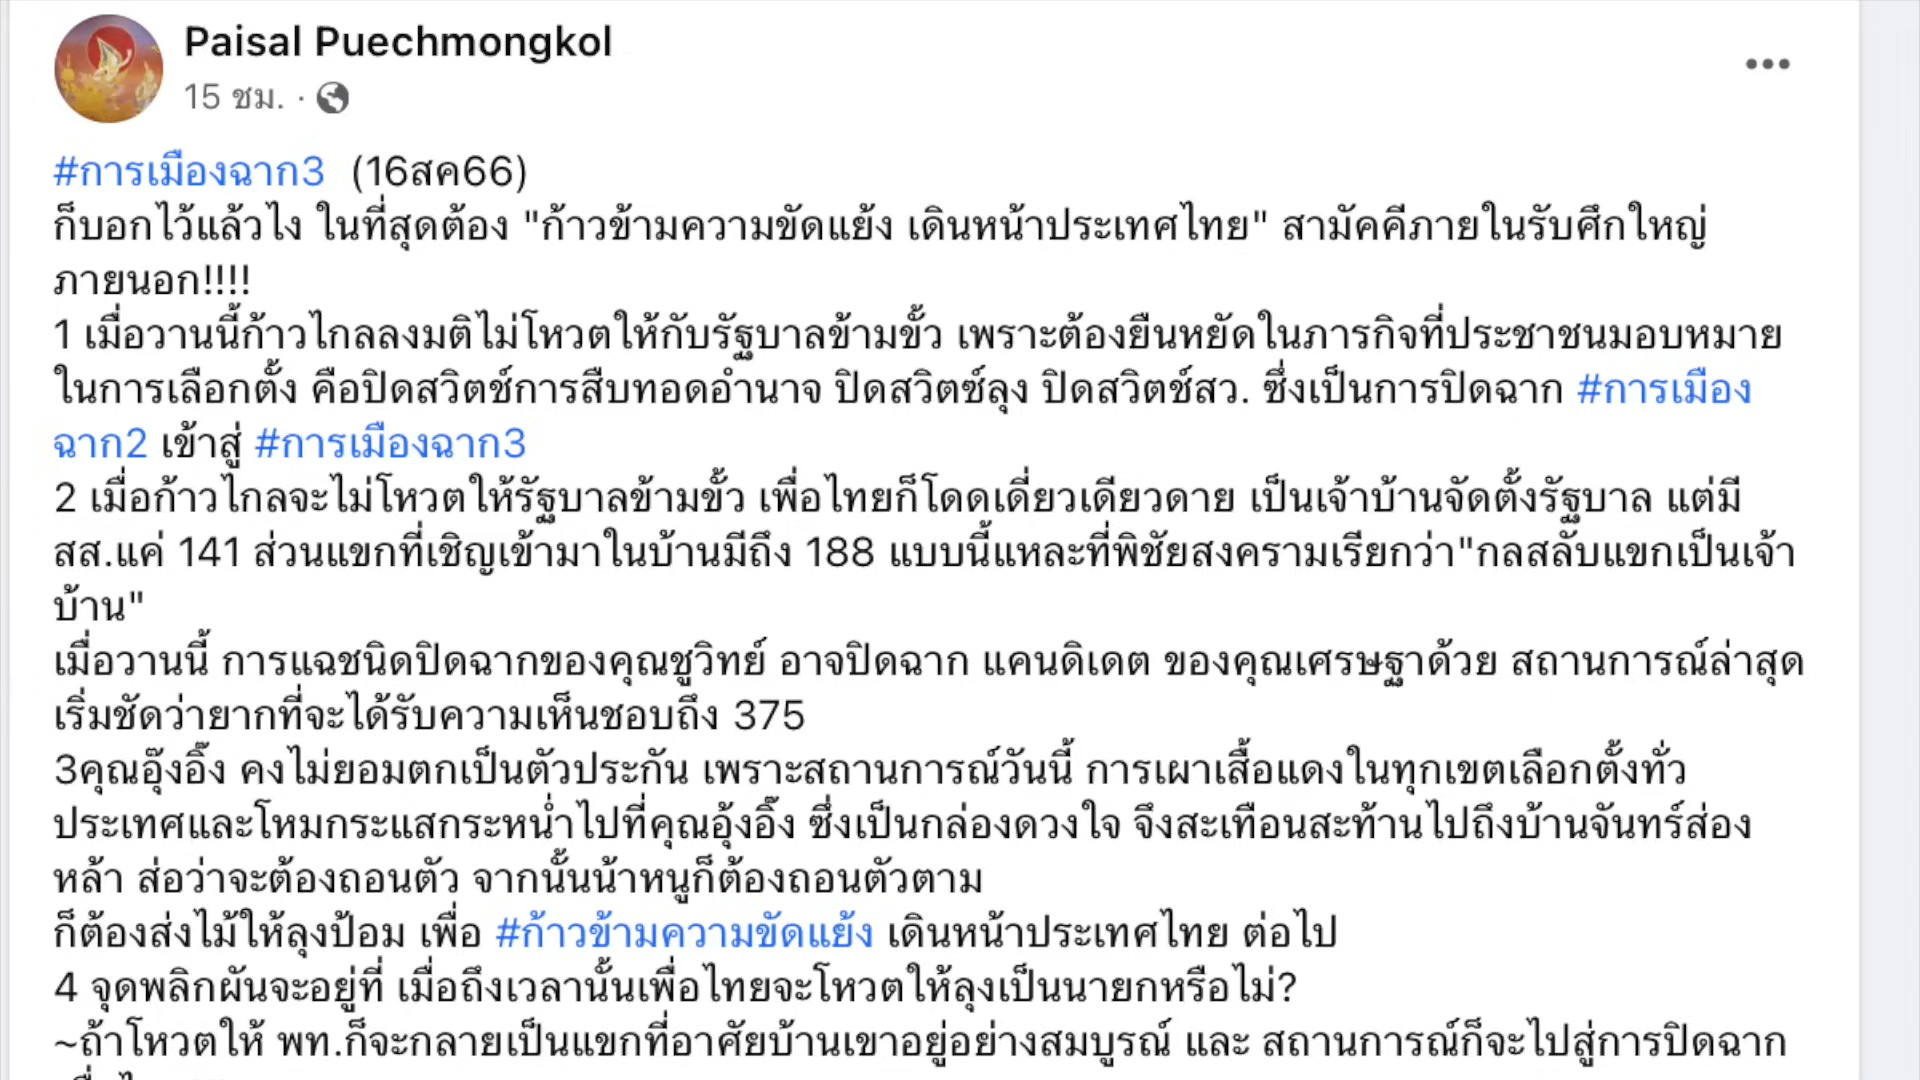 Paisal Puechmongkol
15 ชม. ·
#การเมืองฉาก3 (16สค66)
ก็บอกไว้แล้วไง ในที่สุดต้อง "ก้าวข้ามความขัดแย้ง เดินหน้าประเทศไทย" สามัคคีภายในรับศึกใหญ่
ภายนอก!!!!
1 เมื่อวานนี้ก้าวไกลลงมติไม่โหวตให้กับรัฐบาลข้ามขั้ว เพราะต้องยืนหยัดในภารกิจที่ประชาชนมอบหมาย
ในการเลือกตั้ง คือปิดสวิตช์การสืบทอดอำนาจ ปิดสวิตซ์ลุง ปิดสวิตช์สว. ซึ่งเป็นการปิดฉาก #การเมือง
ฉาก2 เข้าสู่ #การเมืองฉาก3
2 เมื่อก้าวไกลจะไม่โหวตให้รัฐบาลข้ามขั้ว เพื่อไทยก็โดดเดี่ยวเดียวดาย เป็นเจ้าบ้านจัดตั้งรัฐบาล แต่มี
สส.แค่ 141 ส่วนแขกที่เชิญเข้ามาในบ้านมีถึง 188 แบบนี้แหละที่พิชัยสงครามเรียกว่า"กลสลับแขกเป็นเจ้า
บ้าน"
เมื่อวานนี้ การแฉชนิดปิดฉากของคุณชูวิทย์ อาจปิดฉาก แคนดิเดต ของคุณเศรษฐาด้วย สถานการณ์ล่าสุด
เริ่มชัดว่ายากที่จะได้รับความเห็นชอบถึง 375
3คุณอุ๊งอิ๊ง คงไม่ยอมตกเป็นตัวประกัน เพราะสถานการณ์วันนี้ การเผาเสื้อแดงในทุกเขตเลือกตั้งทั่ว
ประเทศและโหมกระแสกระหน่ำไปที่คุณอุ้งอิ๊ง ซึ่งเป็นกล่องดวงใจ จึงสะเทือนสะท้านไปถึงบ้านจันทร์ส่อง
หล้า ส่อว่าจะต้องถอนตัว จากนั้นน้าหนูก็ต้องถอนตัวตาม
ก็ต้องส่งไม้ให้ลุงป้อม เพื่อ #ก้าวข้ามความขัดแย้ง เดินหน้าประเทศไทย ต่อไป
4 จุดพลิกผันจะอยู่ที่ เมื่อถึงเวลานั้นเพื่อไทยจะโหวตให้ลุงเป็นนายกหรือไม่?
~ถ้าโหวตให้ พท.ก็จะกลายเป็นแขกที่อาศัยบ้านเขาอยู่อย่างสมบูรณ์ และ สถานการณ์ก็จะไปสู่การปิดฉาก